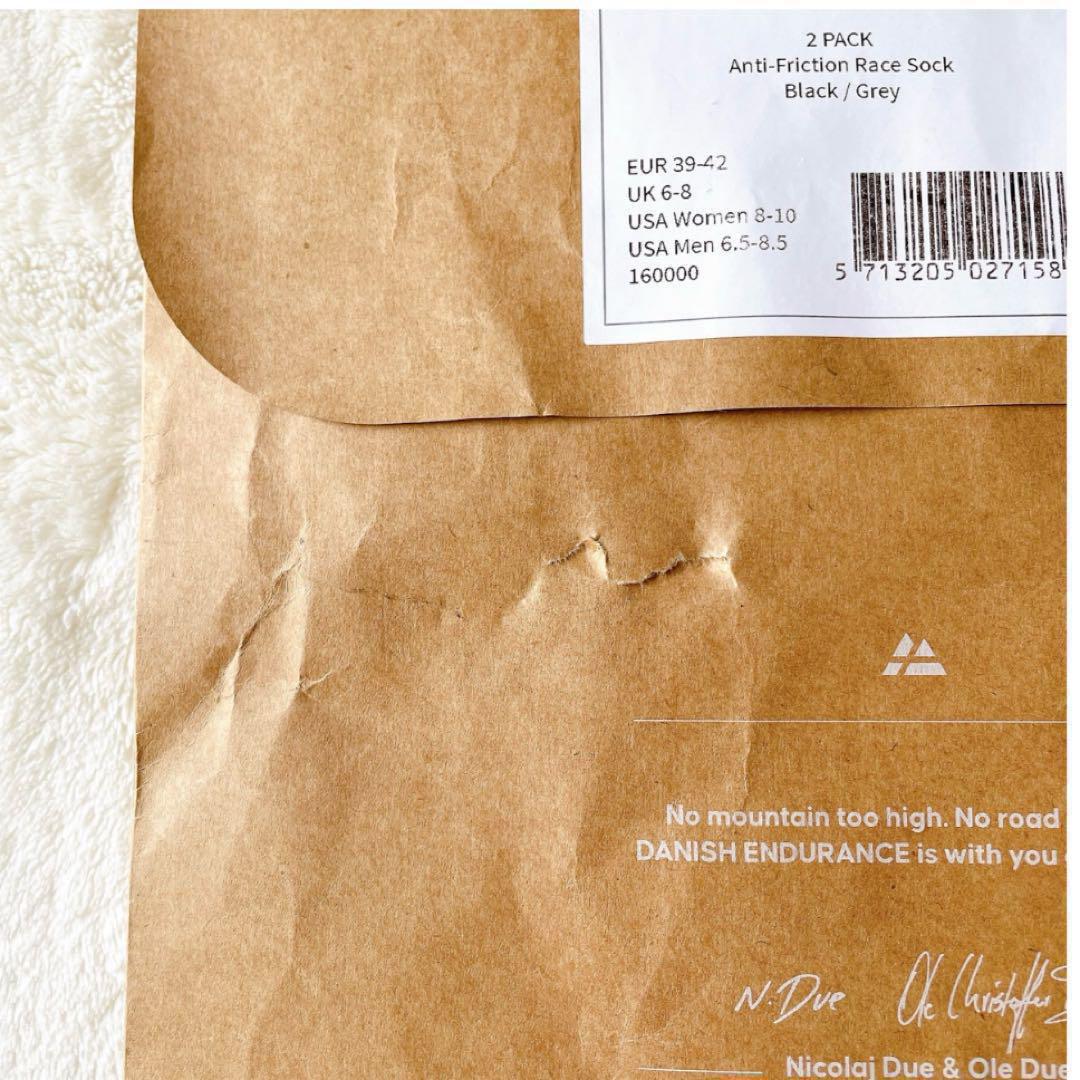 2 PACK
Anti-Friction Race Sock
Black / Grey
EUR 39-42
UK 6-8
USA Women 8-10
USA Men 6.5-8.5
160000
5 713205 027158
No mountain too high. No road
DANISH ENDURANCE is with you
N. Due
Ole Christoffer
Nicolaj Due & Ole Due